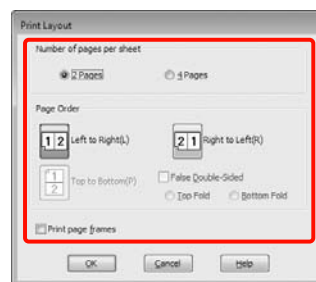 Print Layout
Number of pages per sheet
2 Pages 4 Pages
Page Order
1 2 Left to Right(L) 2 1 Right to Left(R)
1 2 Top to Bottom(P) False Double-Sided
Top Fold Bottom Fold
Print page frames
OK Cancel Help